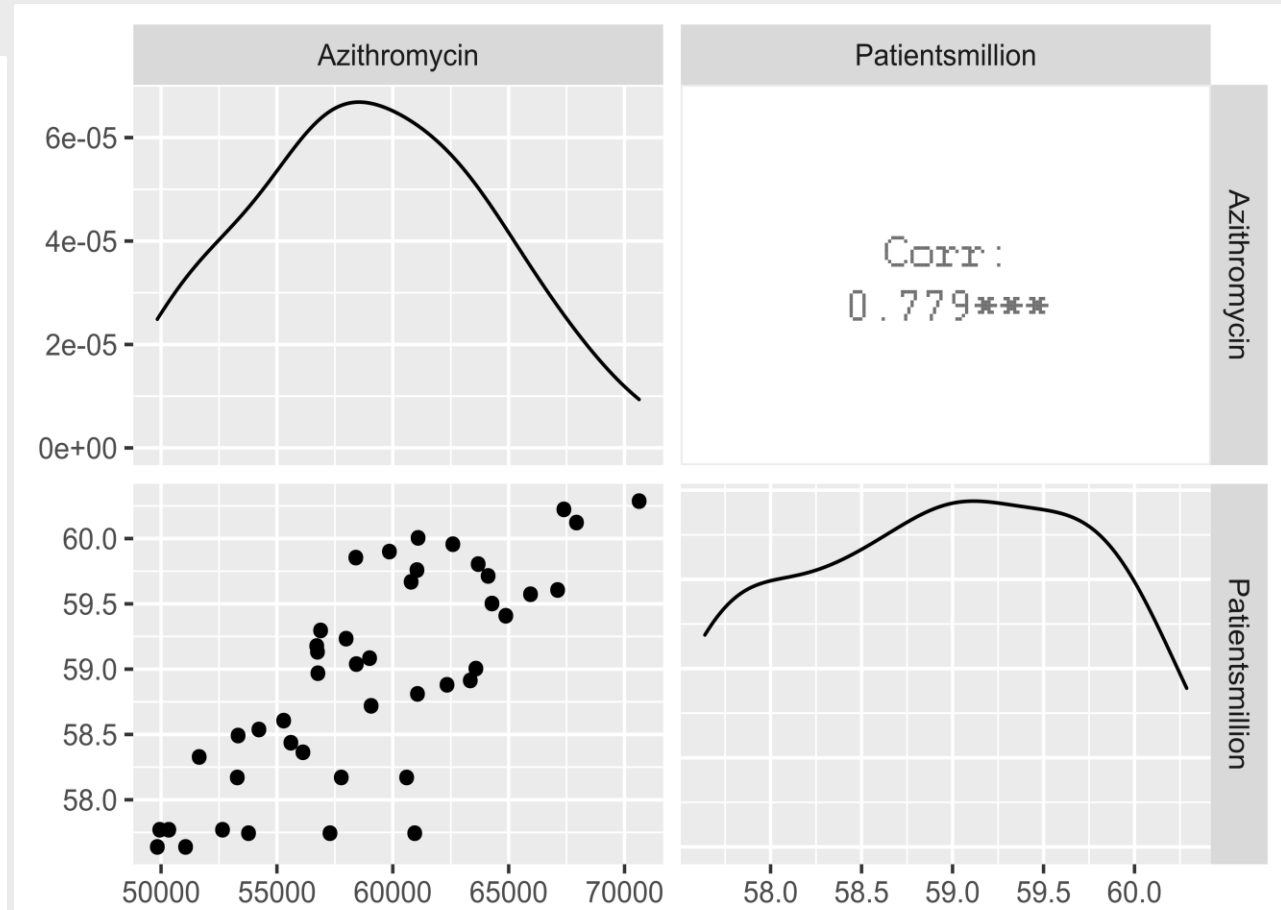 Azithromycin
Patientsmillion
6e-05
4e-05
2e-05
0e+00
Corr:
0.779***
Azithromycin
60.0
59.5
59.0
58.5
58.0
Patientsmillion
50000 55000 60000 65000 70000
58.0 58.5 59.0 59.5 60.0